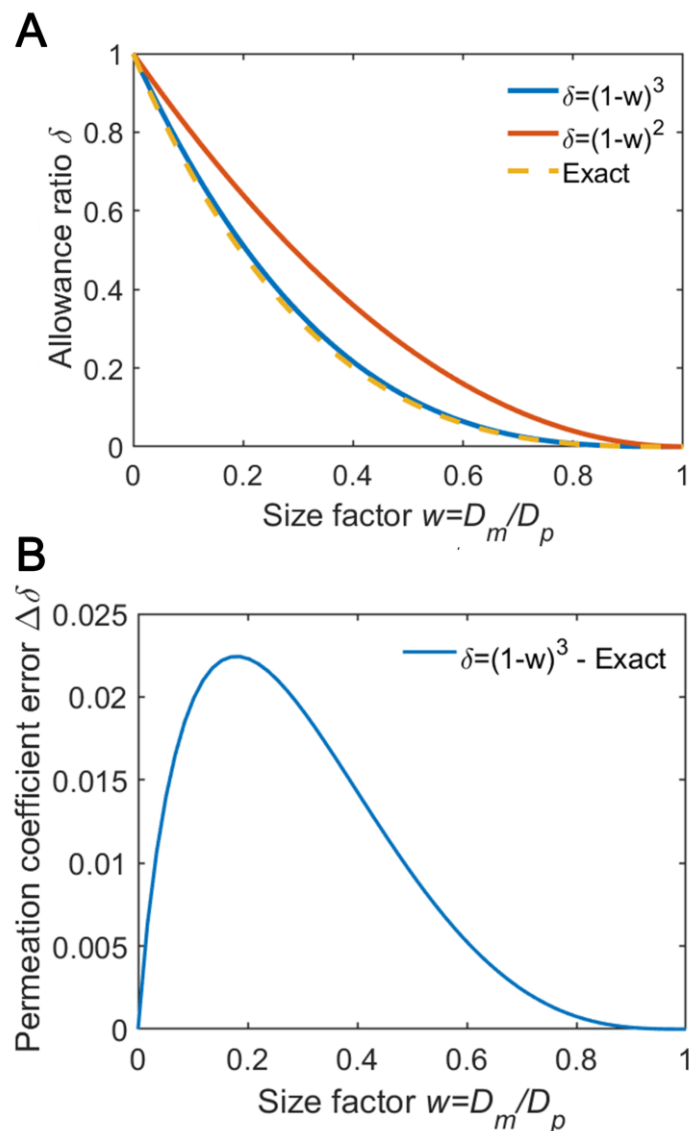 A
1
0.8
0.6
0.4
0.2
0
Allowance ratio δ
δ=(1-w)³
δ=(1-w)²
Exact
0 0.2 0.4 0.6 0.8 1
Size factor w=D_m/D_p
B
0.025
0.02
0.015
0.01
0.005
0
Permeation coefficient error Δδ
δ=(1-w)³ - Exact
0 0.2 0.4 0.6 0.8 1
Size factor w=D_m/D_p